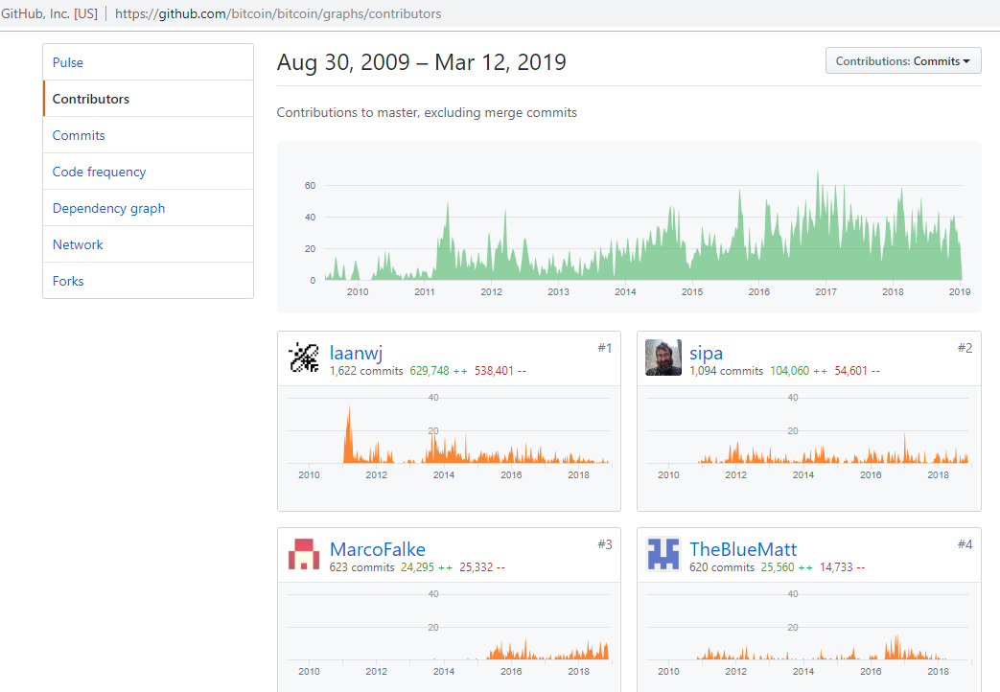 GitHub, Inc. [US] | https://github.com/bitcoin/bitcoin/graphs/contributors
Pulse
Contributors
Commits
Code frequency
Dependency graph
Network
Forks
Aug 30, 2009 – Mar 12, 2019
Contributions: Commits
Contributions to master, excluding merge commits
60
40
20
0
2010 2011 2012 2013 2014 2015 2016 2017 2018 2019
laanwj #1
1,622 commits 629,748 ++ 538,401 --
40
20
2010 2012 2014 2016 2018
sipa #2
1,094 commits 104,060 ++ 54,601 --
40
20
2010 2012 2014 2016 2018
MarcoFalke #3
623 commits 24,295 ++ 25,332 --
40
20
2010 2012 2014 2016 2018
TheBlueMatt #4
620 commits 25,560 ++ 14,733 --
40
20
2010 2012 2014 2016 2018